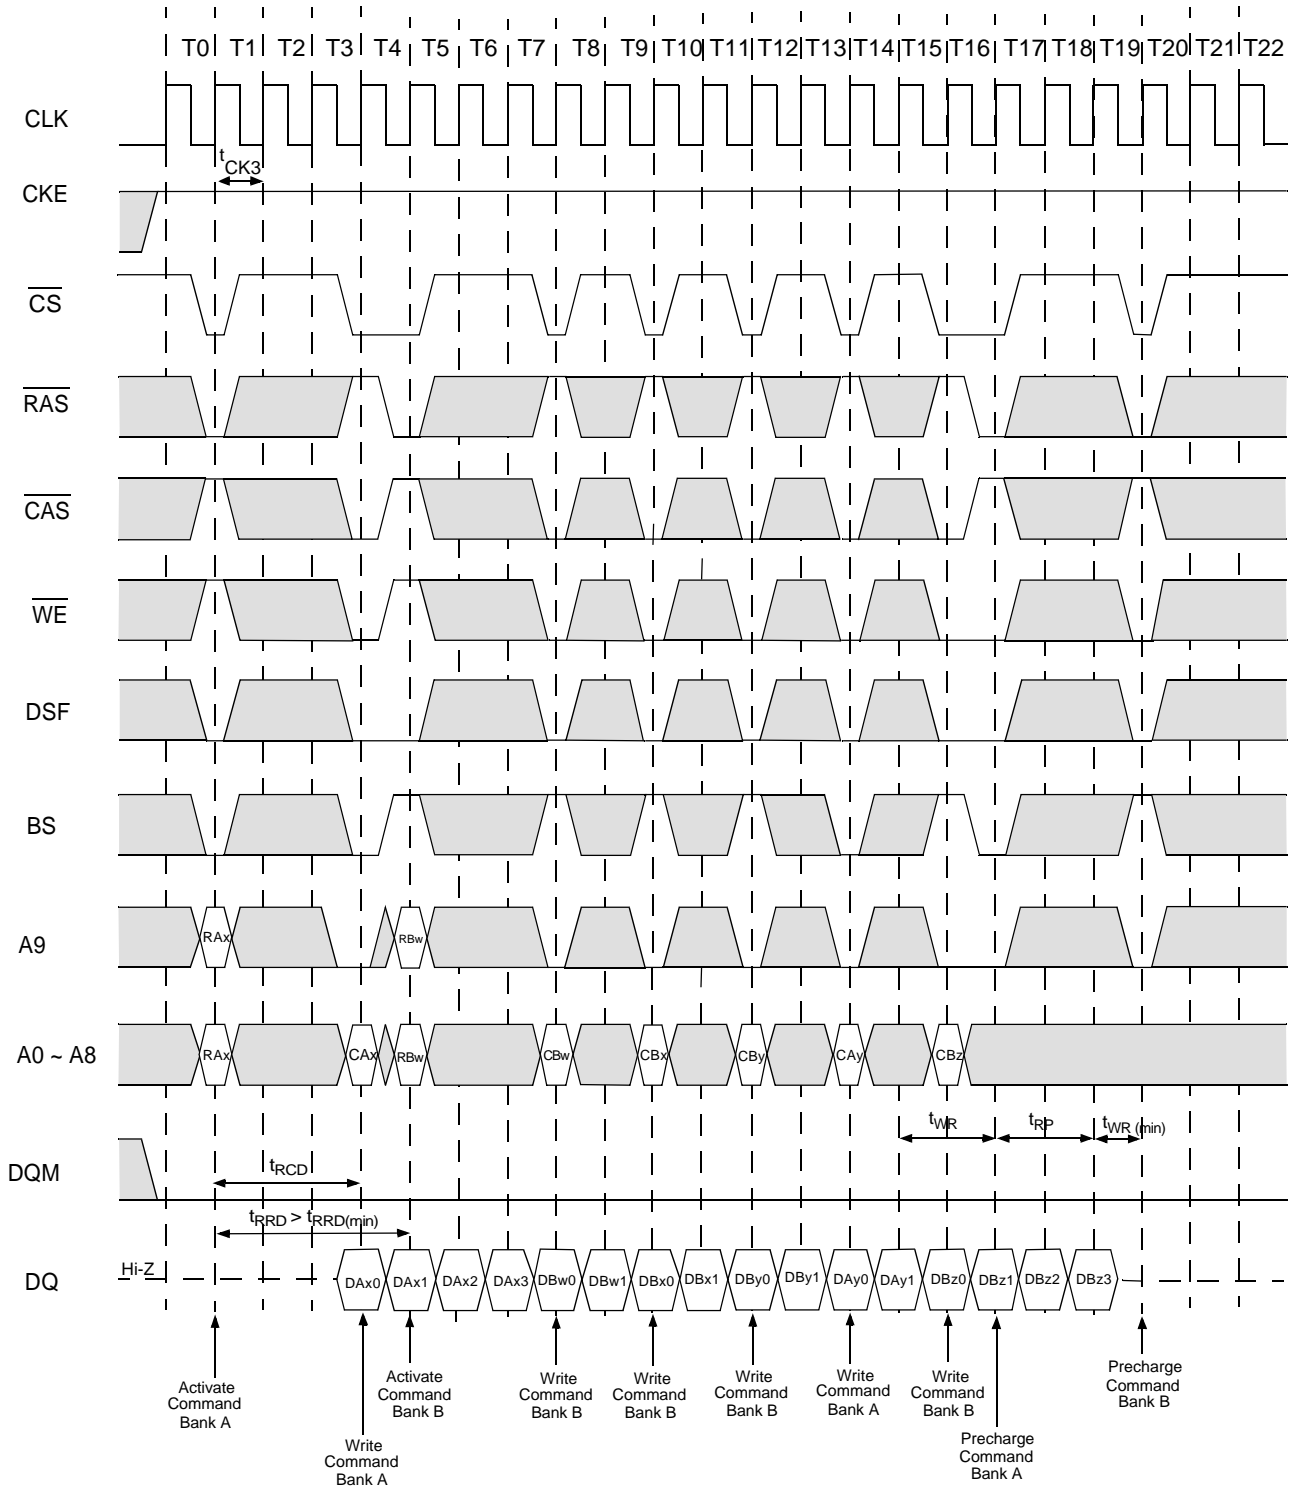 T0 T1 T2 T3 T4 T5 T6 T7 T8 T9 T10 T11 T12 T13 T14 T15 T16 T17 T18 T19 T20 T21 T22
CLK
tCK3
CKE
CS
RAS
CAS
WE
DSF
BS
A9
RAx RBw
A0 ~ A8
RAx CAx RBw CBw CBx CBy CAy CBz
tWR tRP tWR (min)
DQM
tRCD
tRRD > tRRD(min)
DQ
Hi-Z
DAx0 DAx1 DAx2 DAx3 DBw0 DBw1 DBx0 DBx1 DBy0 DBy1 DAy0 DAy1 DBz0 DBz1 DBz2 DBz3
Activate
Command
Bank A
Write
Command
Bank A
Activate
Command
Bank B
Write
Command
Bank B
Write
Command
Bank B
Write
Command
Bank B
Write
Command
Bank A
Write
Command
Bank B
Precharge
Command
Bank A
Precharge
Command
Bank B